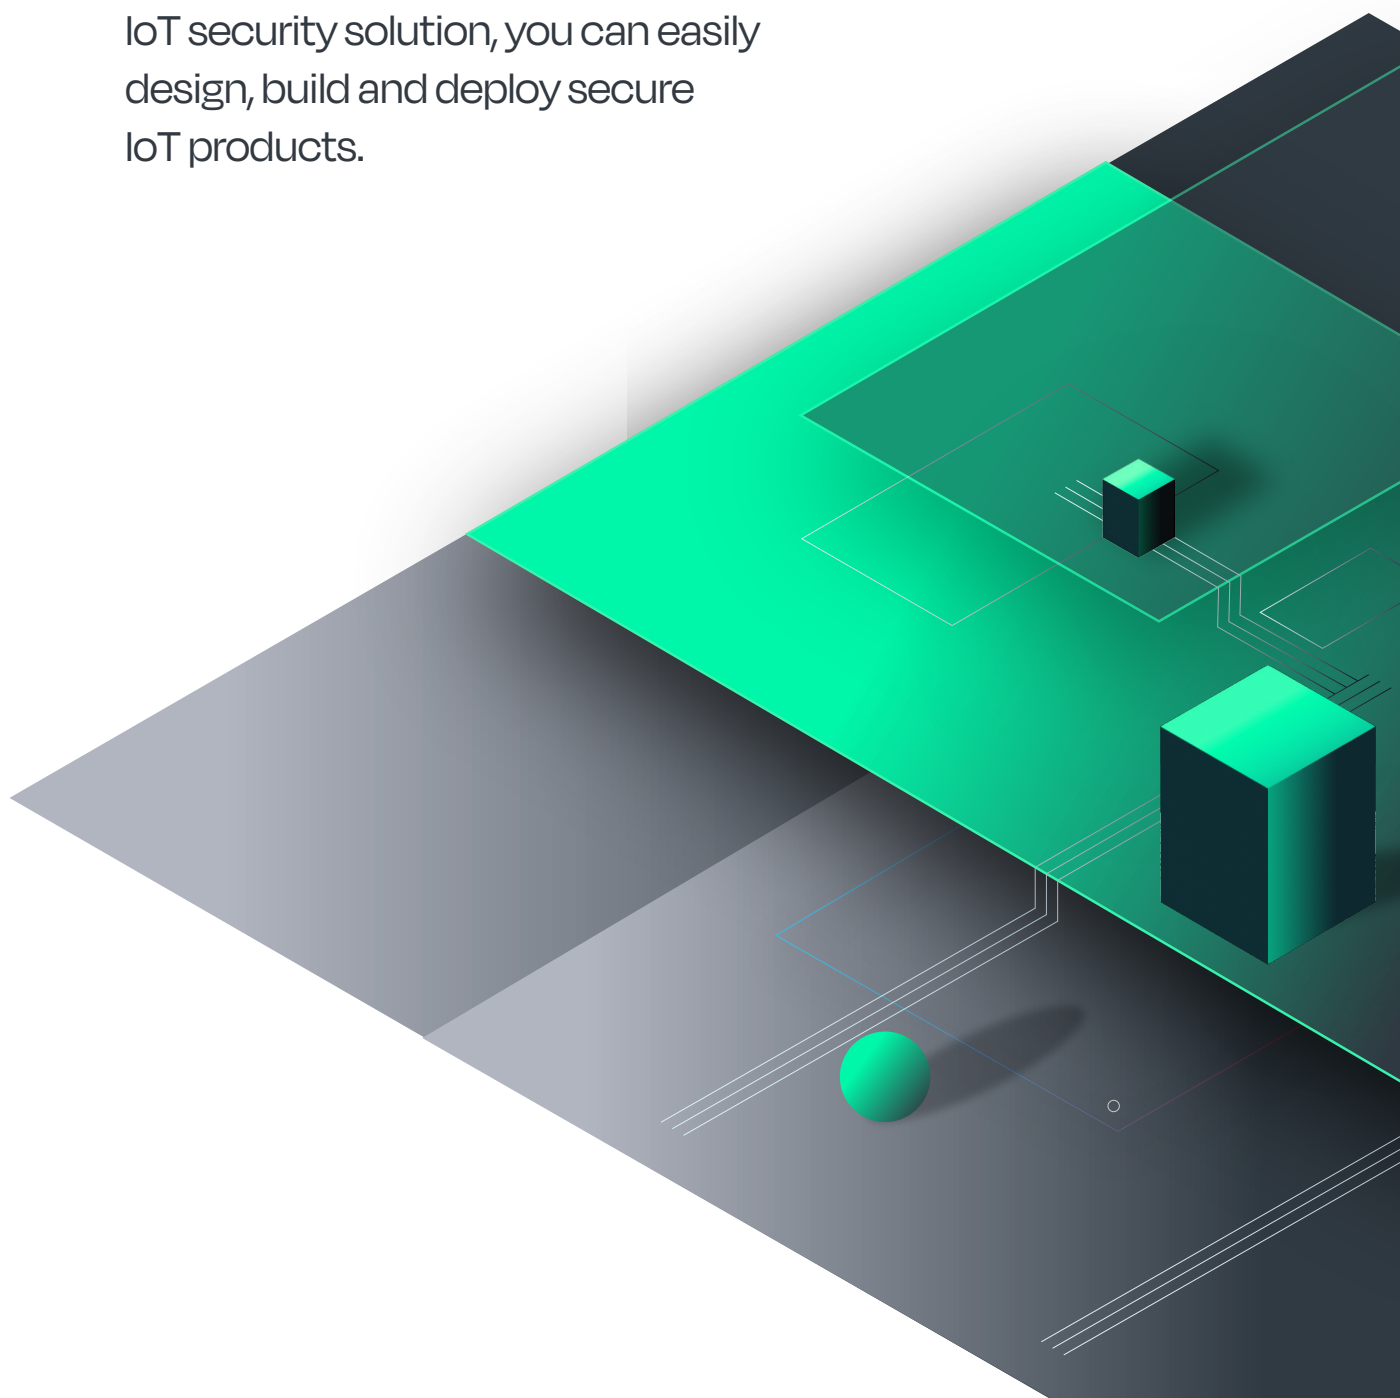 IoT security solution, you can easily
design, build and deploy secure
IoT products.